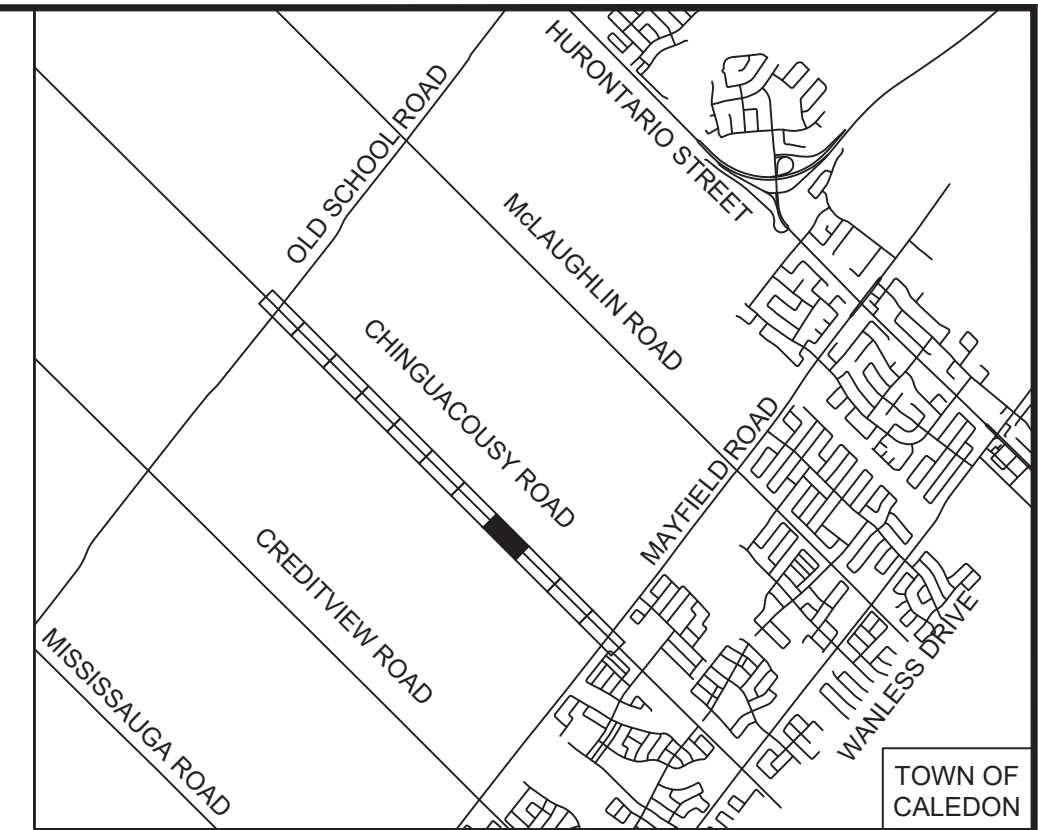 HURONTARIO STREET
OLD SCHOOL ROAD
McLAUGHLIN ROAD
CHINGUACOUSY ROAD
MAYFIELD ROAD
CREDITVIEW ROAD
WANLESS DRIVE
MISSISSAUGA ROAD
TOWN OF
CALEDON